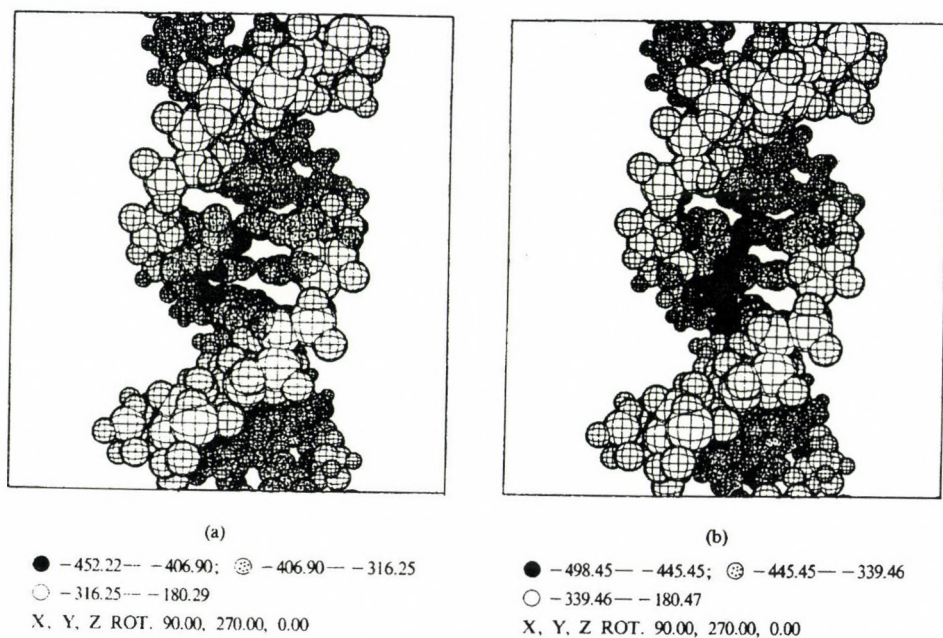 (a)
● −452.22--- −406.90; −406.90--- −316.25
○ −316.25--- −180.29
X, Y, Z ROT. 90.00, 270.00, 0.00
(b)
● −498.45--- −445.45; −445.45--- −339.46
○ −339.46--- −180.47
X, Y, Z ROT. 90.00, 270.00, 0.00